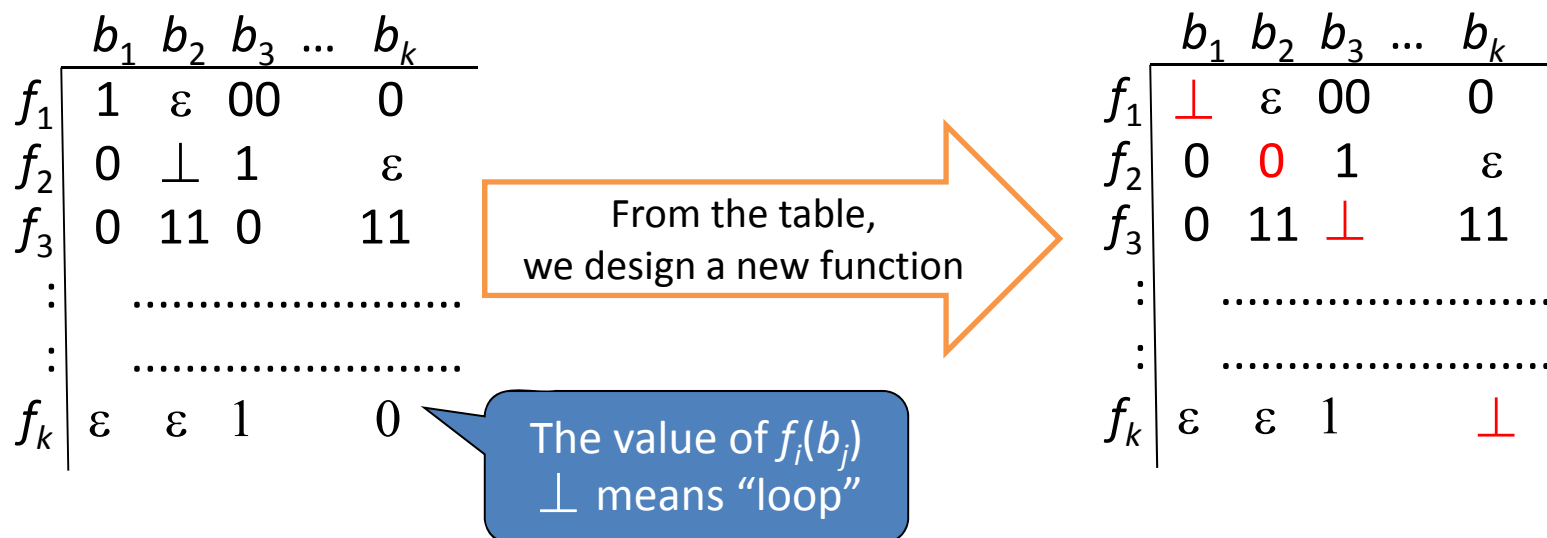 b₁ b₂ b₃ ... bₖ
f₁ 1 ε 00 0
f₂ 0 ⊥ 1 ε
f₃ 0 11 0 11
: ........................
: ........................
fₖ ε ε 1 0
From the table,
we design a new function
The value of fᵢ(bⱼ)
⊥ means “loop”
b₁ b₂ b₃ ... bₖ
f₁ ⊥ ε 00 0
f₂ 0 0 1 ε
f₃ 0 11 ⊥ 11
: ........................
: ........................
fₖ ε ε 1 ⊥